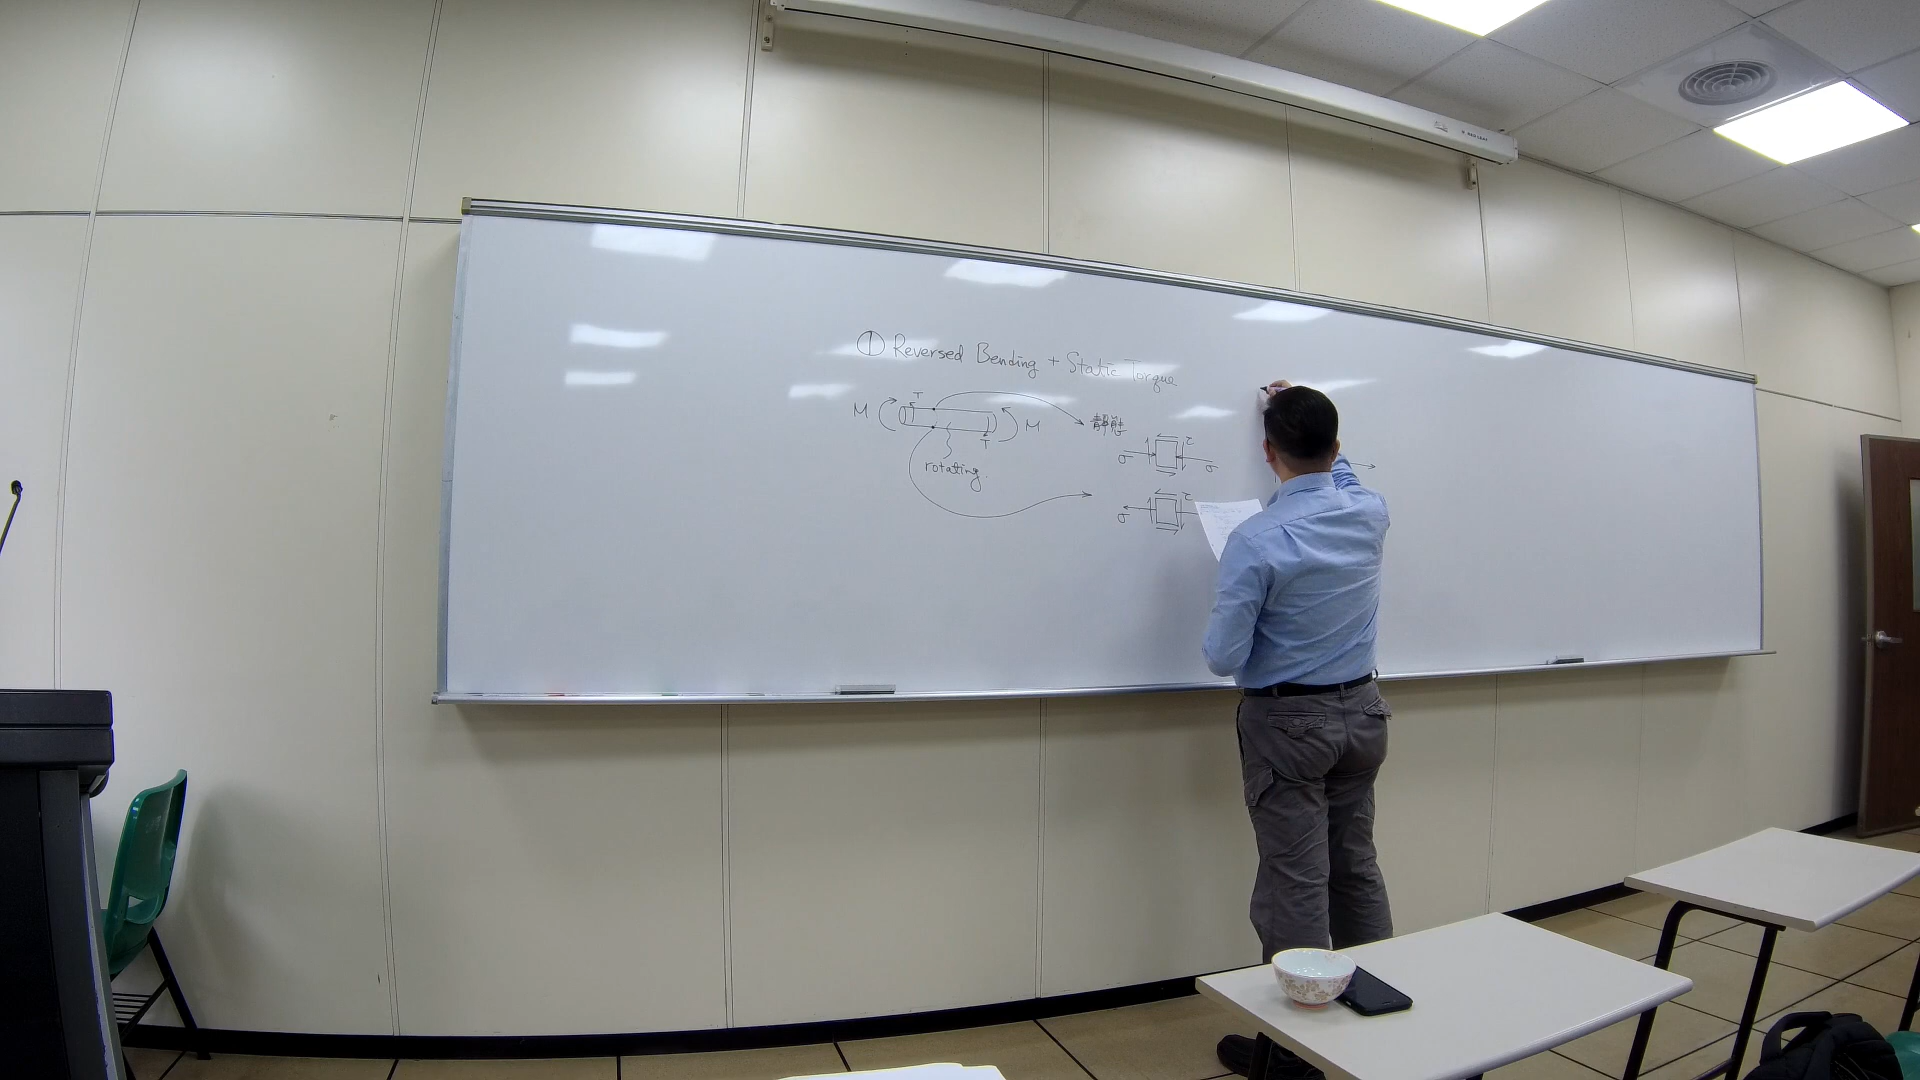 ① Reversed Bending + Static Torque
T
M
M
T
rotating.
靜態
τ
σ
σ
τ
σ